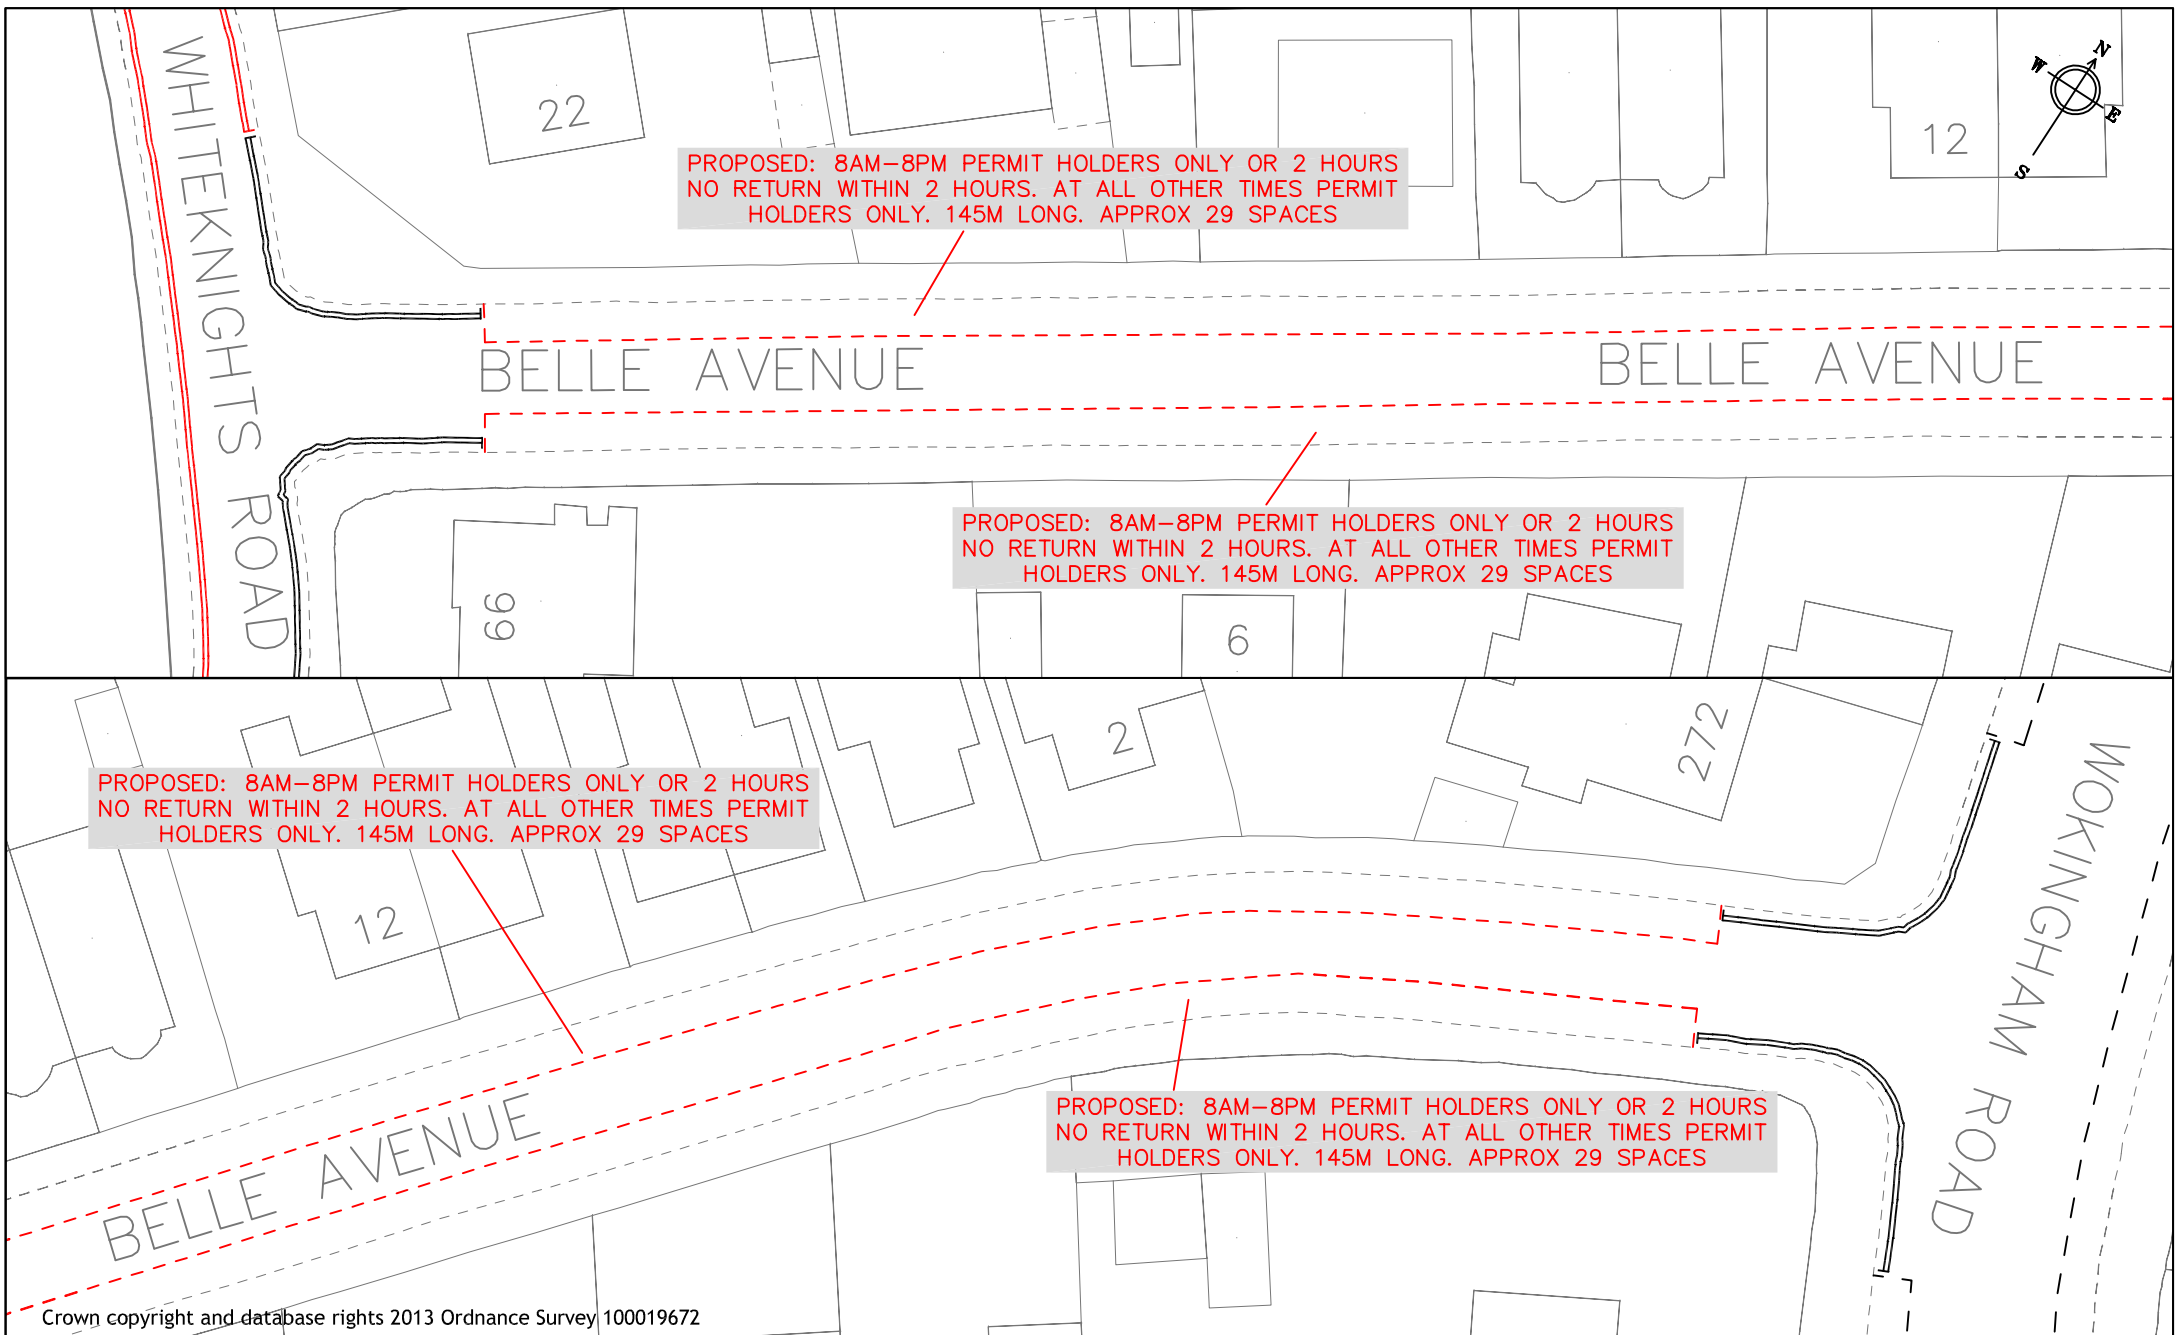 22
12
N
W
E
S
WHITEKNIGHTS ROAD
PROPOSED: 8AM-8PM PERMIT HOLDERS ONLY OR 2 HOURS
NO RETURN WITHIN 2 HOURS. AT ALL OTHER TIMES PERMIT
HOLDERS ONLY. 145M LONG. APPROX 29 SPACES
BELLE AVENUE
BELLE AVENUE
PROPOSED: 8AM-8PM PERMIT HOLDERS ONLY OR 2 HOURS
NO RETURN WITHIN 2 HOURS. AT ALL OTHER TIMES PERMIT
HOLDERS ONLY. 145M LONG. APPROX 29 SPACES
99
6
2
272
WOKINGHAM ROAD
PROPOSED: 8AM-8PM PERMIT HOLDERS ONLY OR 2 HOURS
NO RETURN WITHIN 2 HOURS. AT ALL OTHER TIMES PERMIT
HOLDERS ONLY. 145M LONG. APPROX 29 SPACES
12
BELLE AVENUE
PROPOSED: 8AM-8PM PERMIT HOLDERS ONLY OR 2 HOURS
NO RETURN WITHIN 2 HOURS. AT ALL OTHER TIMES PERMIT
HOLDERS ONLY. 145M LONG. APPROX 29 SPACES
Crown copyright and database rights 2013 Ordnance Survey 100019672